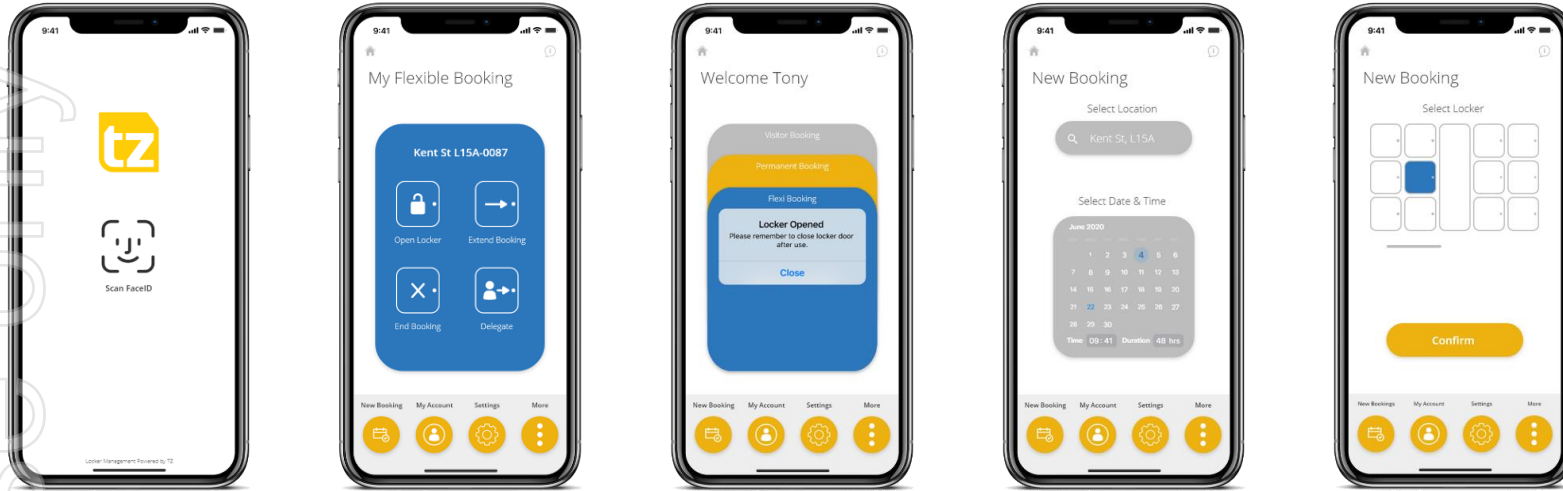 9:41
tz
Scan FaceID
Locker Management Powered by TZ
9:41
My Flexible Booking
Kent St L15A-0087
Open Locker
Extend Booking
End Booking
Delegate
New Booking
My Account
Settings
More
9:41
Welcome Tony
Visitor Booking
Permanent Booking
Flexi Booking
Locker Opened
Please remember to close locker door
after use.
Close
New Booking
My Account
Settings
More
9:41
New Booking
Select Location
Kent St, L15A
Select Date & Time
June 2020
1 2 3 4 5 6
7 8 9 10 11 12 13
14 15 16 17 18 19 20
21 22 23 24 25 26 27
28 29 30
Time 09:41 Duration 48 hrs
New Booking
My Account
Settings
More
9:41
New Booking
Select Locker
Confirm
New Bookings
My Account
Settings
More